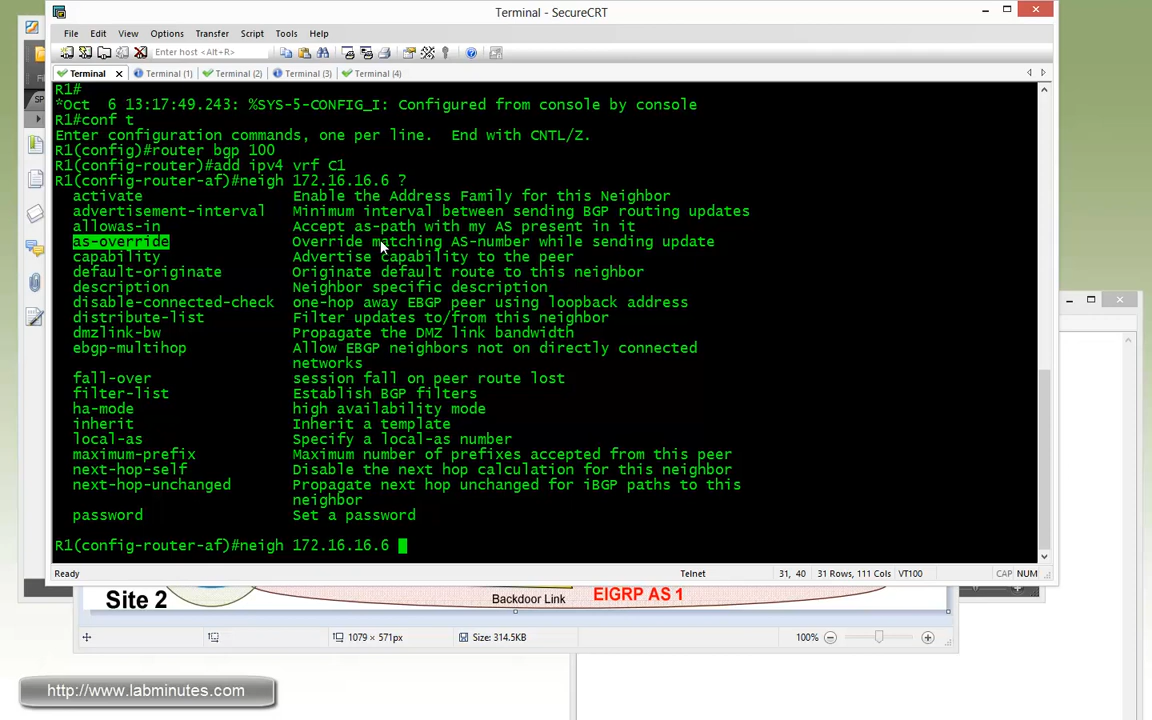 Terminal - SecureCRT
File Edit View Options Transfer Script Tools Help
Enter host <Alt+R>
Terminal Terminal (1) Terminal (2) Terminal (3) Terminal (4)
R1#
*Oct  6 13:17:49.243: %SYS-5-CONFIG_I: Configured from console by console
R1#conf t
Enter configuration commands, one per line.  End with CNTL/Z.
R1(config)#router bgp 100
R1(config-router)#add ipv4 vrf C1
R1(config-router-af)#neigh 172.16.16.6 ?
activate Enable the Address Family for this Neighbor
advertisement-interval Minimum interval between sending BGP routing updates
allowas-in Accept as-path with my AS present in it
as-override Override matching AS-number while sending update
capability Advertise capability to the peer
default-originate Originate default route to this neighbor
description Neighbor specific description
disable-connected-check one-hop away EBGP peer using loopback address
distribute-list Filter updates to/from this neighbor
dmzlink-bw Propagate the DMZ link bandwidth
ebgp-multihop Allow EBGP neighbors not on directly connected
networks
fall-over session fall on peer route lost
filter-list Establish BGP filters
ha-mode high availability mode
inherit Inherit a template
local-as Specify a local-as number
maximum-prefix Maximum number of prefixes accepted from this peer
next-hop-self Disable the next hop calculation for this neighbor
next-hop-unchanged Propagate next hop unchanged for iBGP paths to this
neighbor
password Set a password
R1(config-router-af)#neigh 172.16.16.6
Ready Telnet 31, 40 31 Rows, 111 Cols VT100 CAP NUM
Site 2 Backdoor Link EIGRP AS 1
1079 × 571px Size: 314.5KB 100%
http://www.labminutes.com